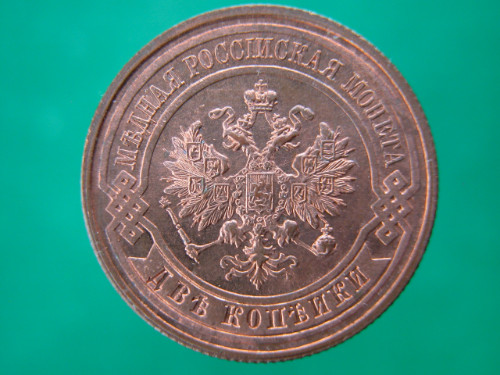 МѢДНАЯ РОССІЙСКАЯ МОНЕТА
ДВѢ КОПѢЙКИ